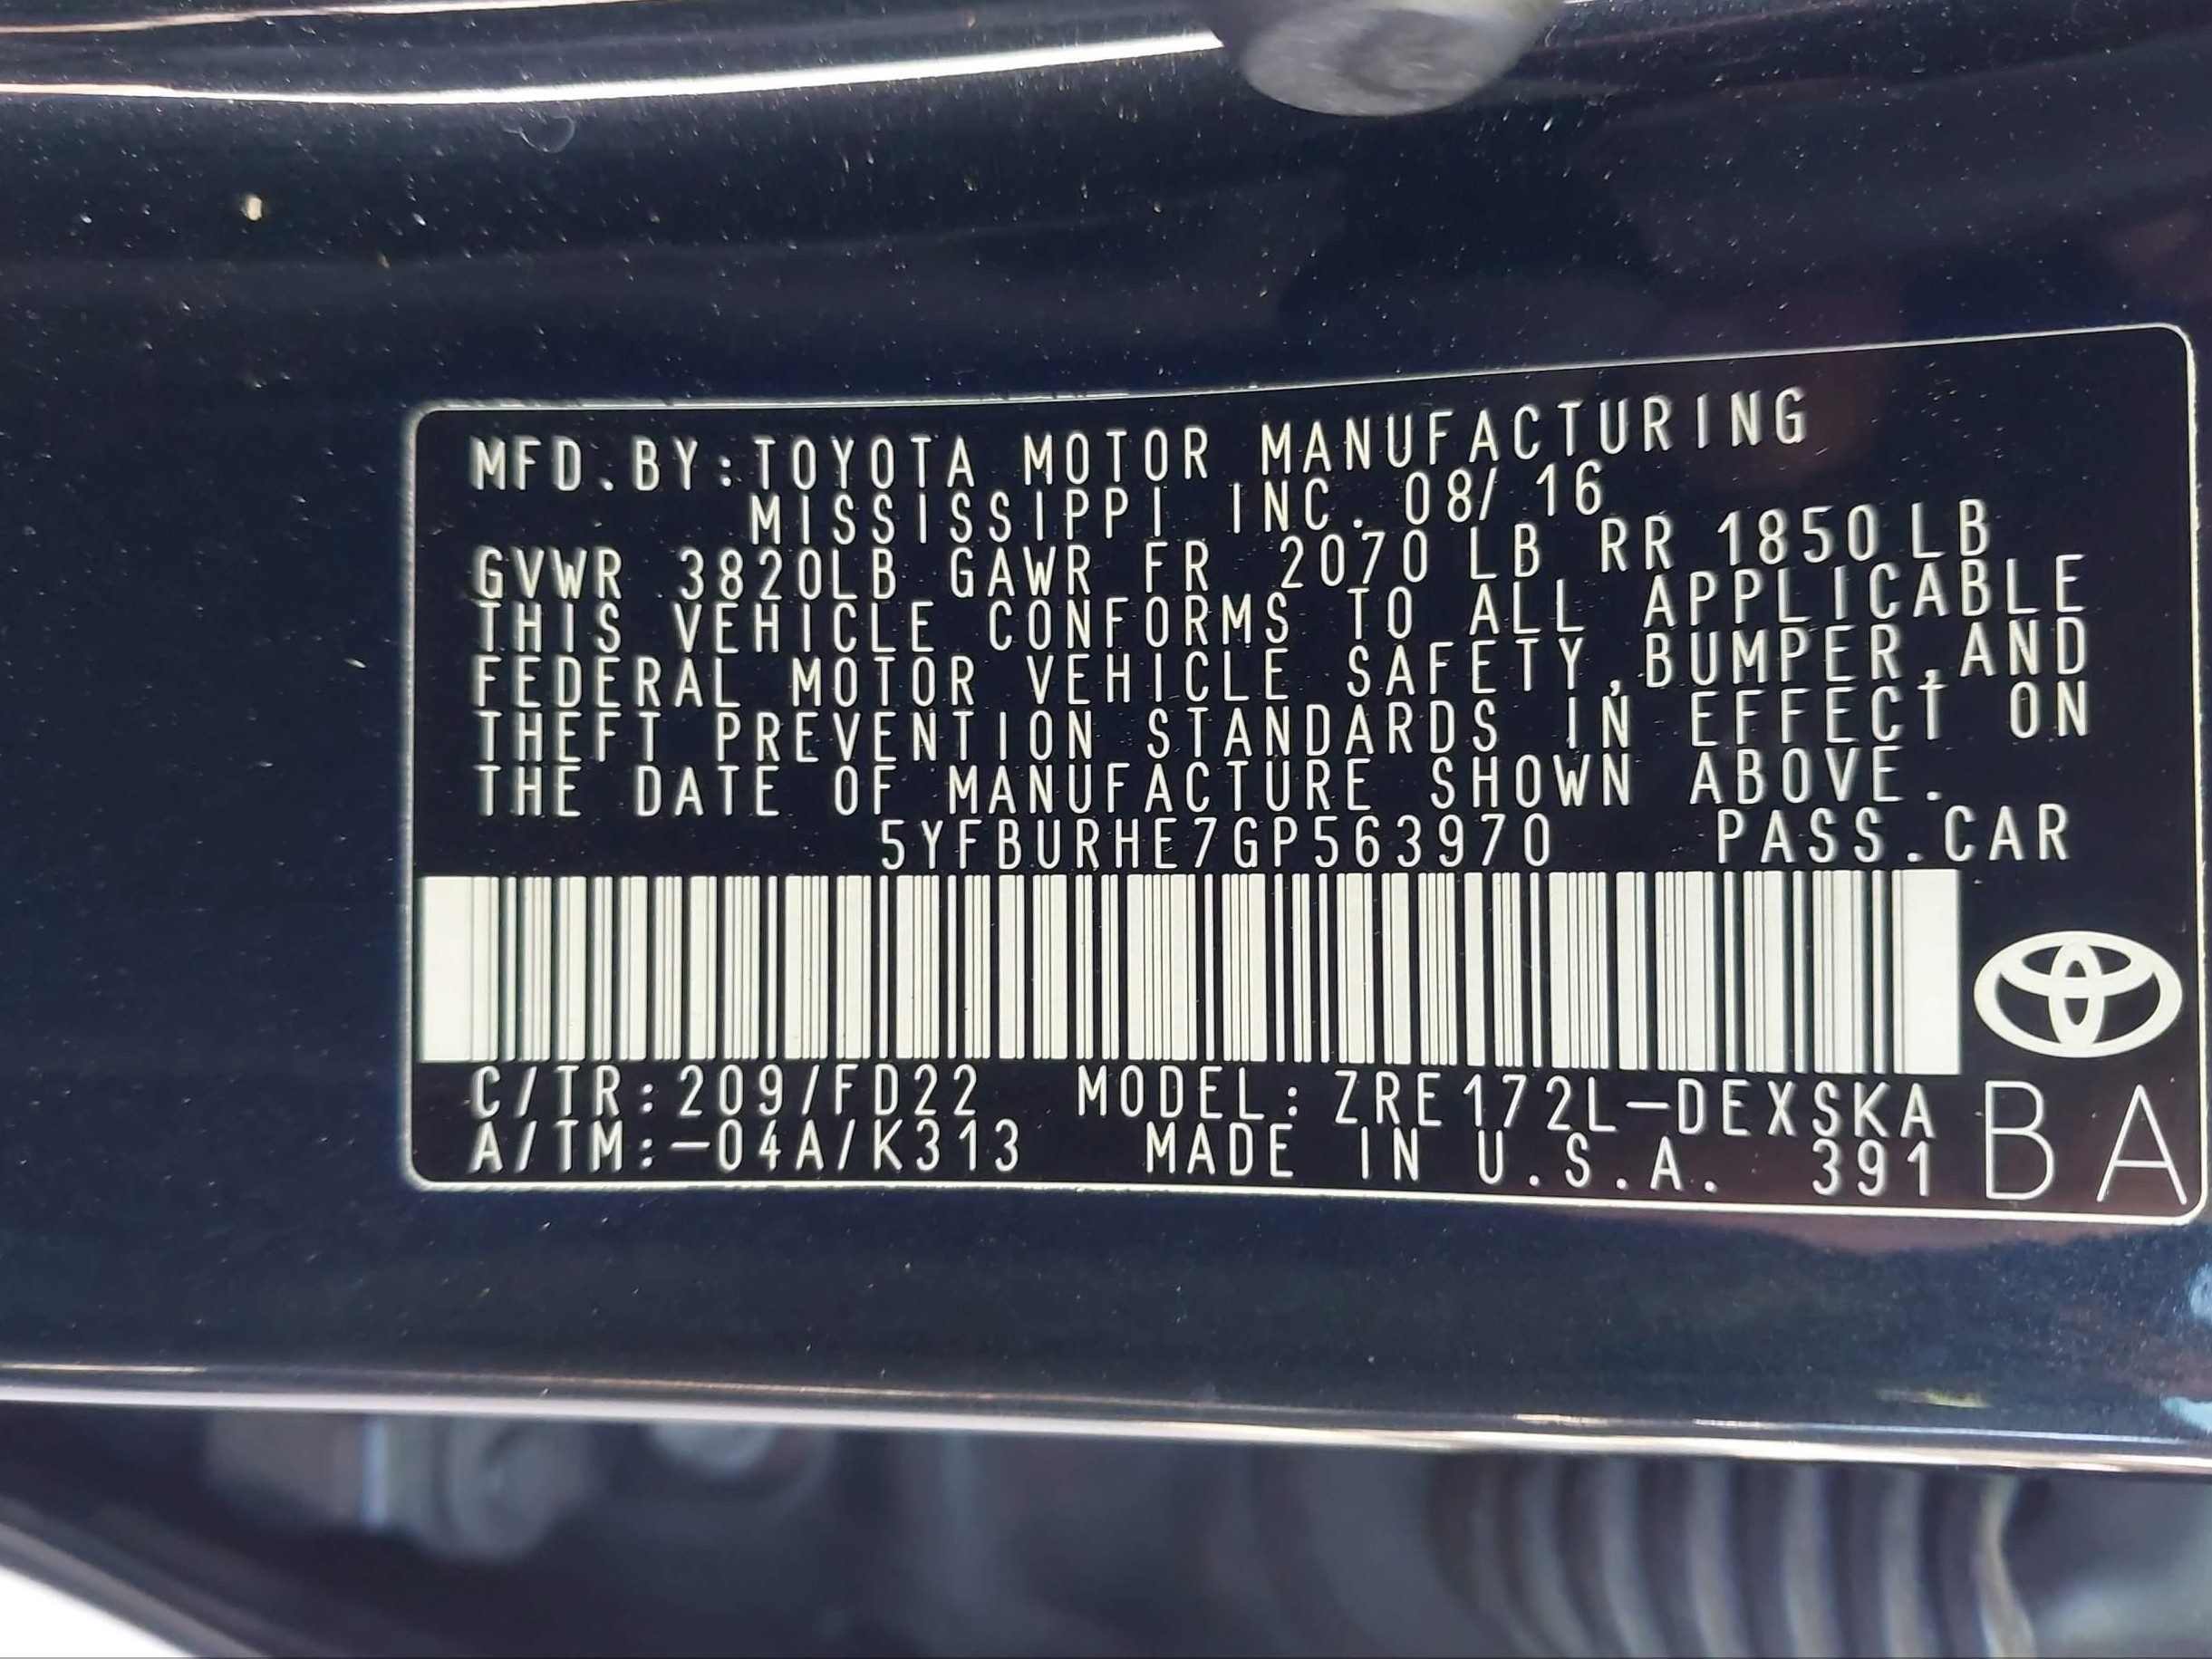 MFD.BY:TOYOTA MOTOR MANUFACTURING
MISSISSIPPI INC. 08/ 16
GVWR 3820LB GAWR FR 2070 LB RR 1850 LB
THIS VEHICLE CONFORMS TO ALL APPLICABLE
FEDERAL MOTOR VEHICLE SAFETY,BUMPER,AND
THEFT PREVENTION STANDARDS IN EFFECT ON
THE DATE OF MANUFACTURE SHOWN ABOVE.
5YFBURHE7GP563970 PASS.CAR
C/TR:209/FD22 MODEL:ZRE172L-DEXSKA
A/TM:-04A/K313 MADE IN U.S.A. 391
BA